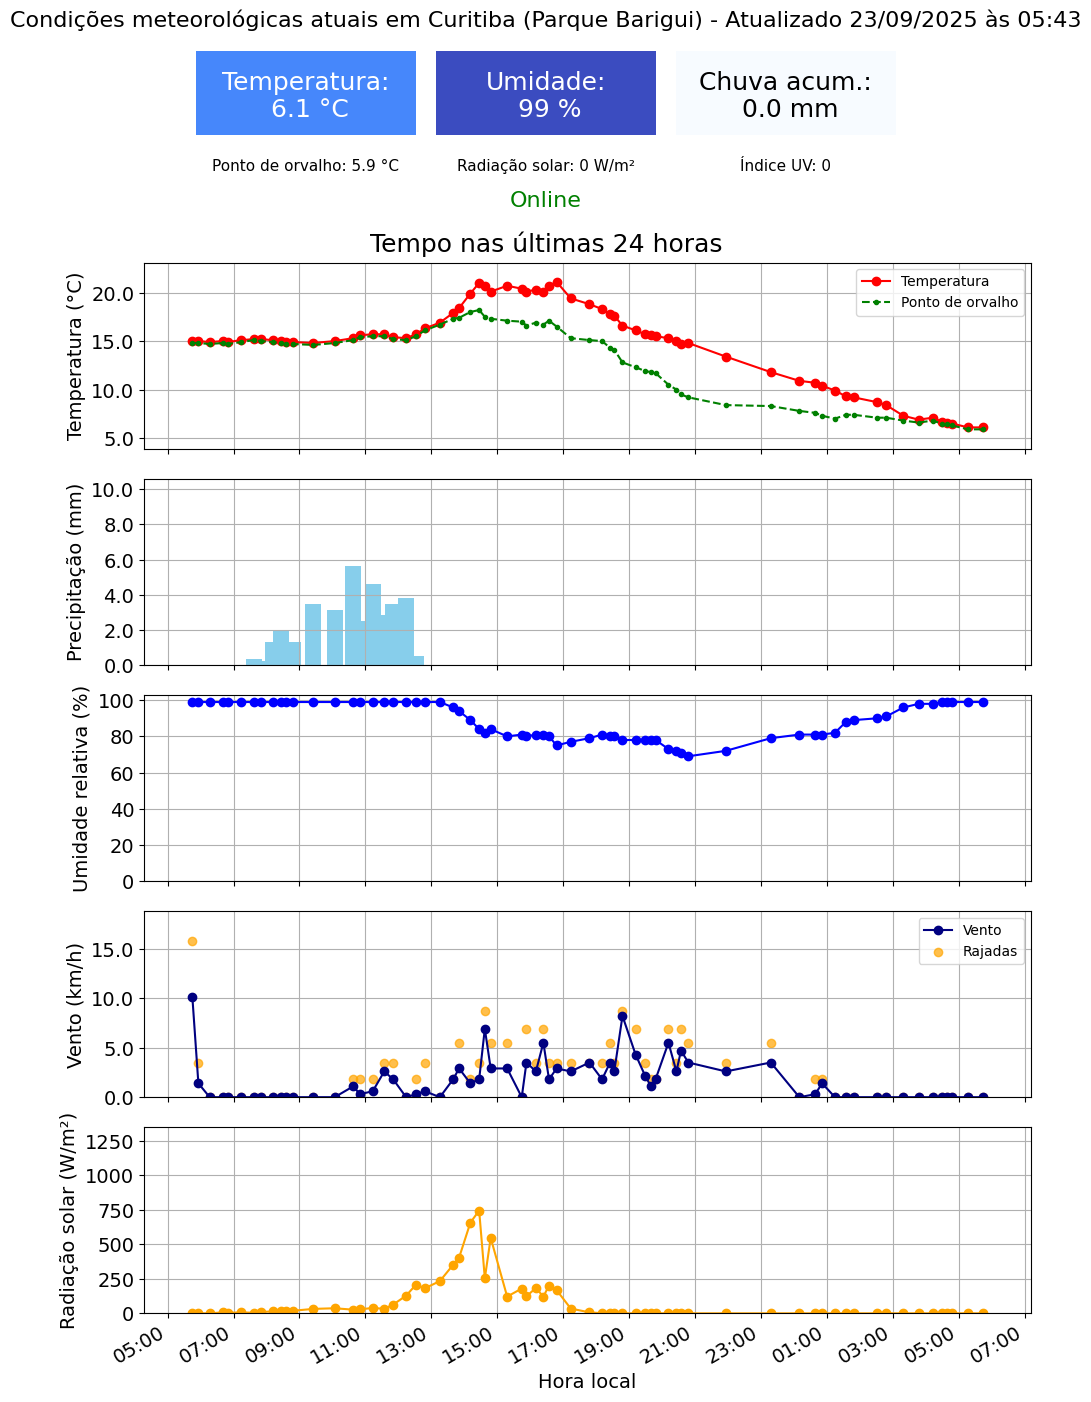 Condições meteorológicas atuais em Curitiba (Parque Barigui) - Atualizado 23/09/2025 às 05:43
Temperatura:
6.1 °C
Umidade:
99 %
Chuva acum.:
0.0 mm
Ponto de orvalho: 5.9 °C
Radiação solar: 0 W/m²
Índice UV: 0
Online
Tempo nas últimas 24 horas
Temperatura (°C)
20.0
15.0
10.0
5.0
Temperatura
Ponto de orvalho
Precipitação (mm)
10.0
8.0
6.0
4.0
2.0
0.0
Umidade relativa (%)
100
80
60
40
20
0
Vento (km/h)
15.0
10.0
5.0
0.0
Vento
Rajadas
Radiação solar (W/m²)
1250
1000
750
500
250
0
05:00 07:00 09:00 11:00 13:00 15:00 17:00 19:00 21:00 23:00 01:00 03:00 05:00 07:00
Hora local